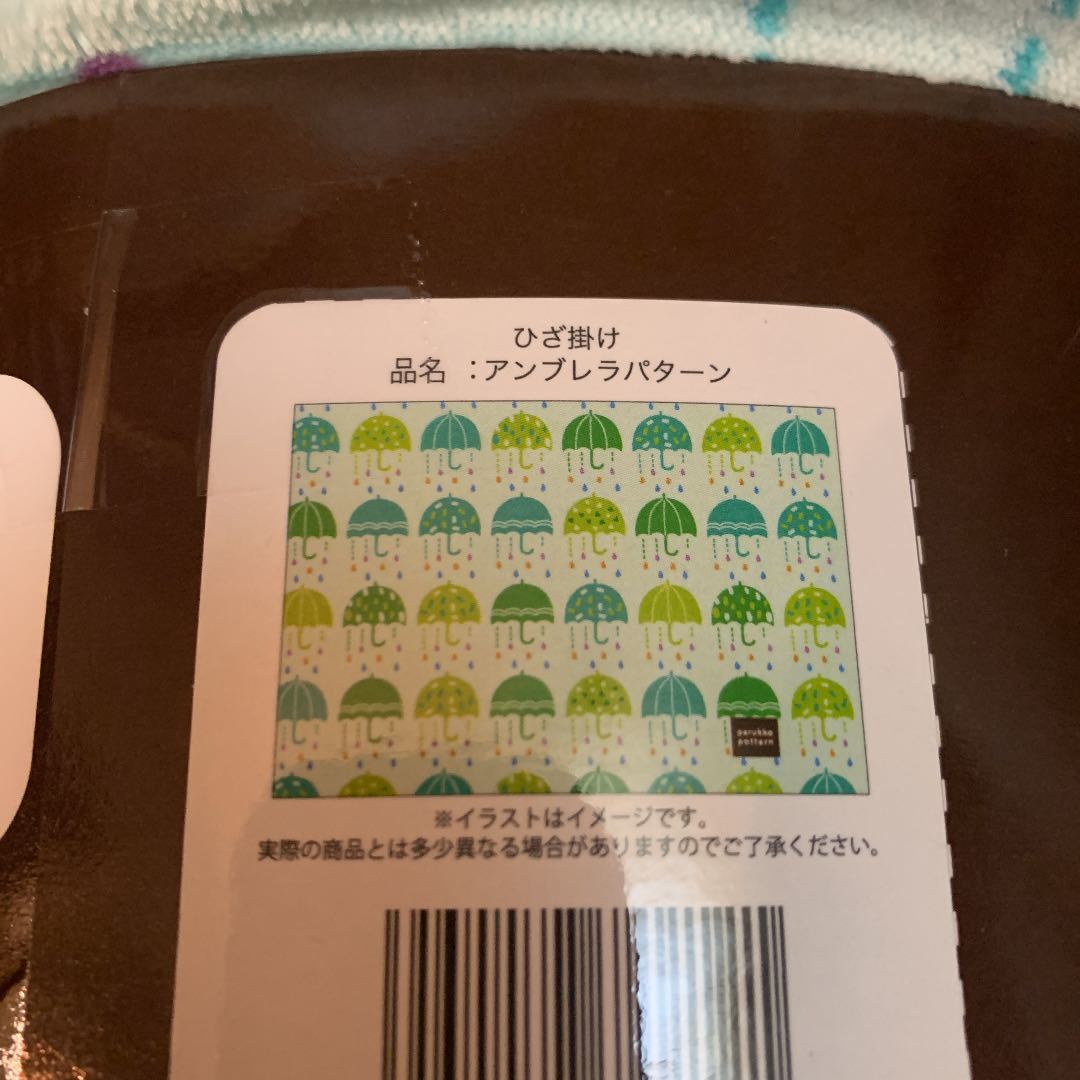 ひざ掛け
品名 ：アンブレラパターン
parukko
pattern
※イラストはイメージです。
実際の商品とは多少異なる場合がありますのでご了承ください。